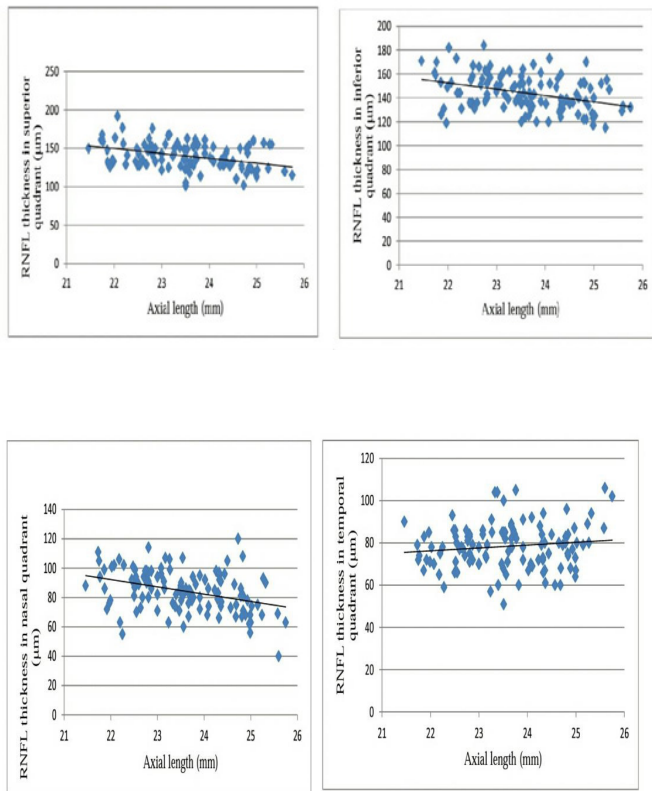 RNFL thickness in superior
quadrant (µm)
250
200
150
100
50
0
21 22 23 24 25 26
Axial length (mm)
RNFL thickness in inferior
quadrant (µm)
200
180
160
140
120
100
80
60
40
20
0
21 22 23 24 25 26
Axial length (mm)
RNFL thickness in nasal quadrant
(µm)
140
120
100
80
60
40
20
0
21 22 23 24 25 26
Axial length (mm)
RNFL thickness in temporal
quadrant (µm)
120
100
80
60
40
20
0
21 22 23 24 25 26
Axial length (mm)